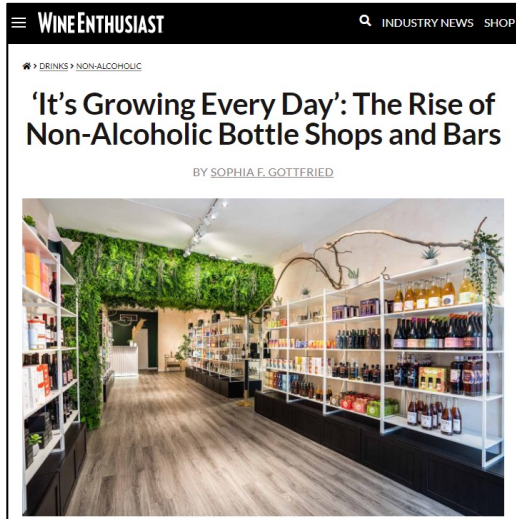 WINE ENTHUSIAST
INDUSTRY NEWS SHOP
> DRINKS > NON-ALCOHOLIC
‘It’s Growing Every Day’: The Rise of
Non-Alcoholic Bottle Shops and Bars
BY SOPHIA F. GOTTFRIED